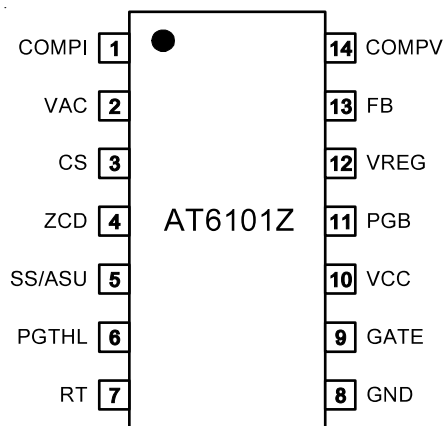 COMPI 1 14 COMPV
VAC 2 13 FB
CS 3 12 VREG
ZCD 4 AT6101Z 11 PGB
SS/ASU 5 10 VCC
PGTHL 6 9 GATE
RT 7 8 GND